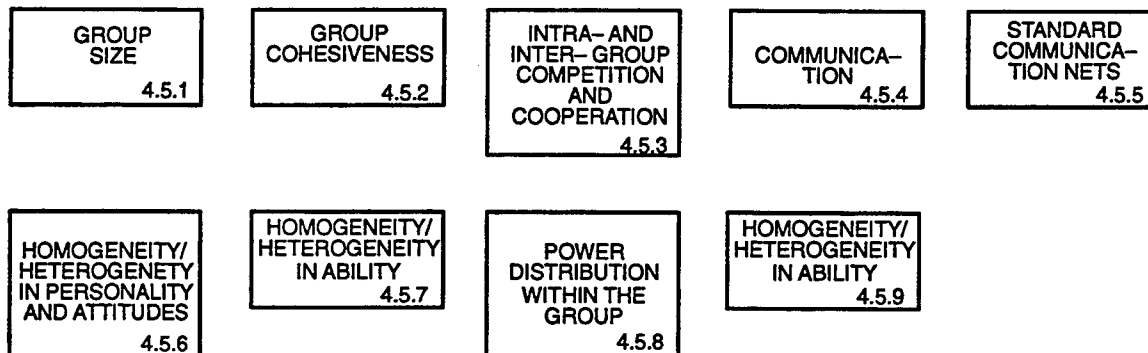 GROUP
SIZE
4.5.1
GROUP
COHESIVENESS
4.5.2
INTRA– AND
INTER– GROUP
COMPETITION
AND
COOPERATION
4.5.3
COMMUNICA–
TION
4.5.4
STANDARD
COMMUNICA–
TION NETS
4.5.5
HOMOGENEITY/
HETEROGENETY
IN PERSONALITY
AND ATTITUDES
4.5.6
HOMOGENEITY/
HETEROGENEITY
IN ABILITY
4.5.7
POWER
DISTRIBUTION
WITHIN THE
GROUP
4.5.8
HOMOGENEITY/
HETEROGENEITY
IN ABILITY
4.5.9